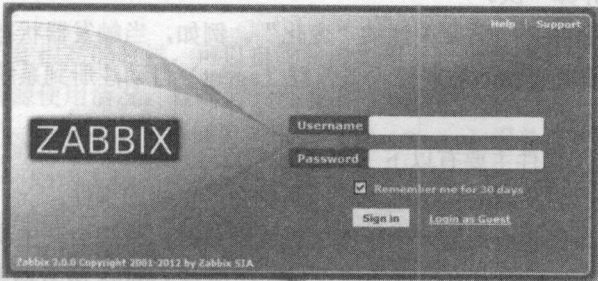 Help | Support
ZABBIX
Username
Password
Remember me for 30 days
Sign in Login as Guest
Zabbix 2.0.0 Copyright 2001-2012 by Zabbix SIA